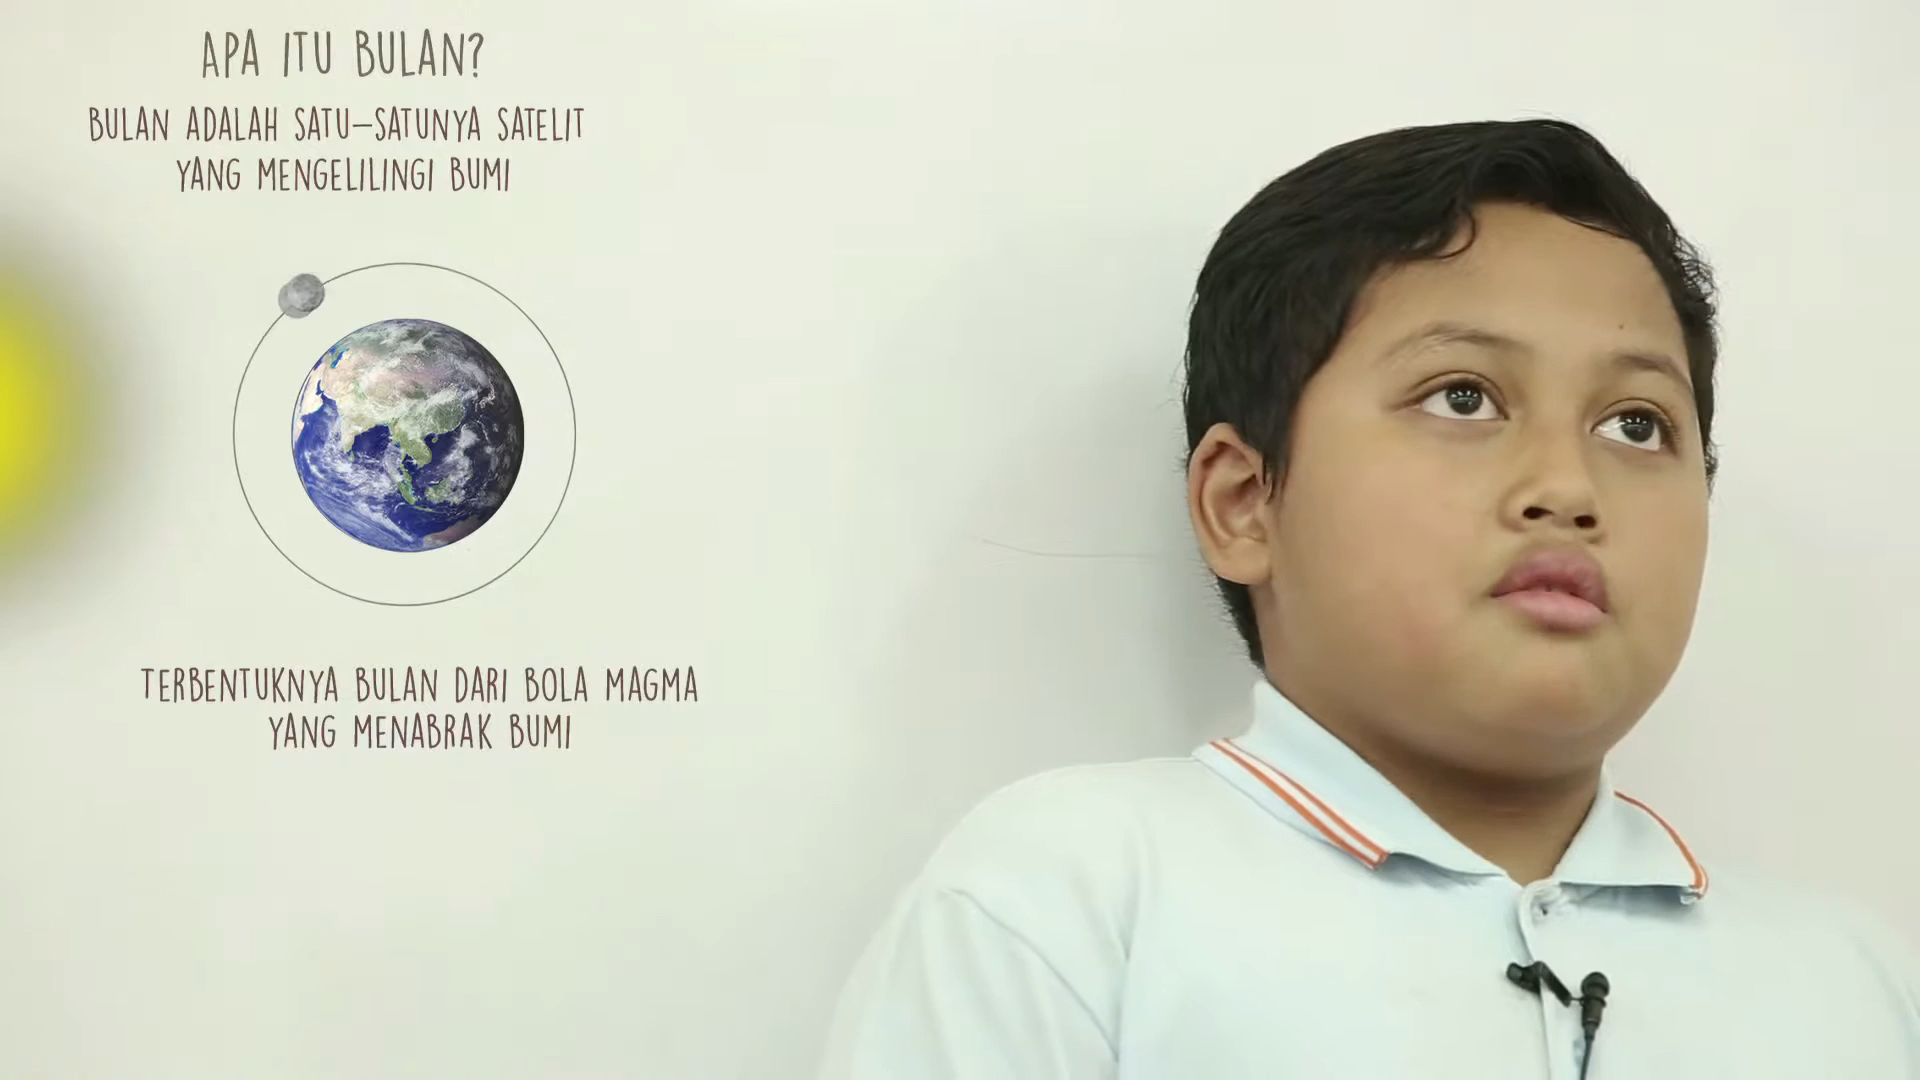 APA ITU BULAN?
BULAN ADALAH SATU–SATUNYA SATELIT
YANG MENGELILINGI BUMI
TERBENTUKNYA BULAN DARI BOLA MAGMA
YANG MENABRAK BUMI